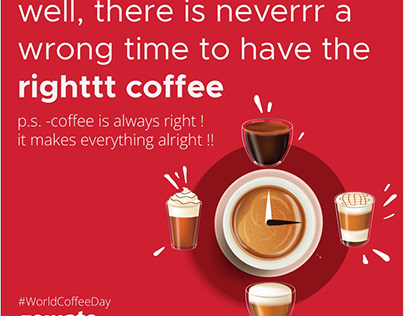 well, there is neverrr a
wrong time to have the
righttt coffee
p.s. -coffee is always right !
it makes everything alright !!
#WorldCoffeeDay